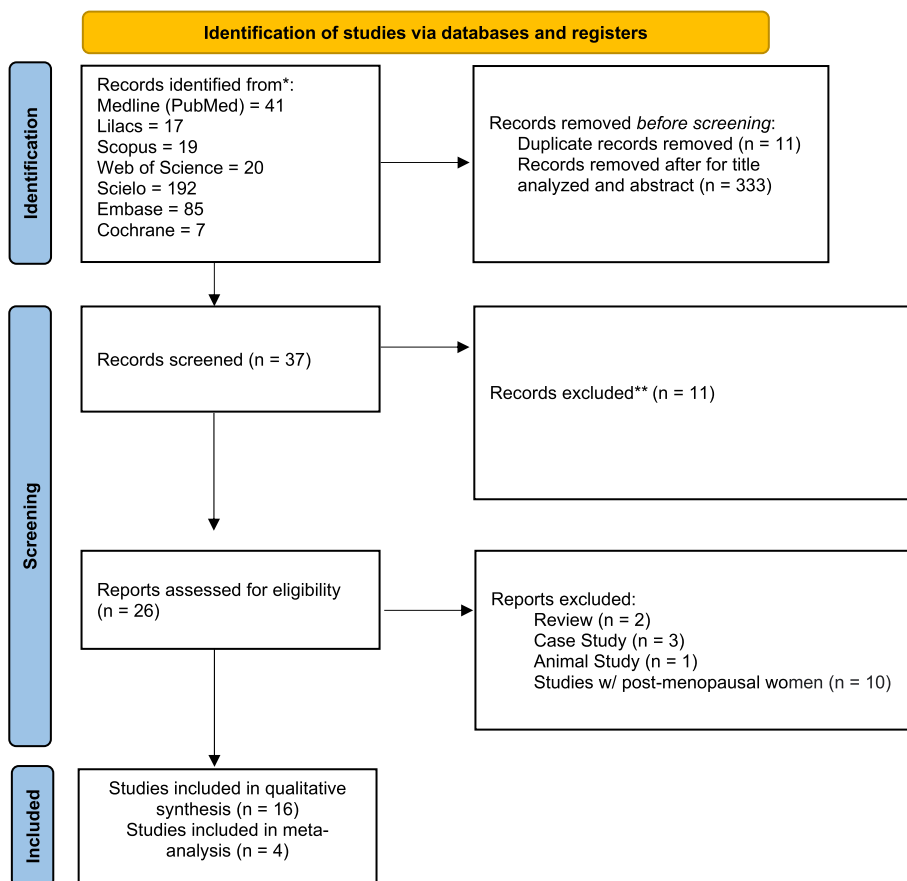 Identification of studies via databases and registers
Identification
Records identified from*:
Medline (PubMed) = 41
Lilacs = 17
Scopus = 19
Web of Science = 20
Scielo = 192
Embase = 85
Cochrane = 7
Records removed before screening:
Duplicate records removed (n = 11)
Records removed after for title
analyzed and abstract (n = 333)
Screening
Records screened (n = 37)
Records excluded** (n = 11)
Reports assessed for eligibility
(n = 26)
Reports excluded:
Review (n = 2)
Case Study (n = 3)
Animal Study (n = 1)
Studies w/ post-menopausal women (n = 10)
Included
Studies included in qualitative
synthesis (n = 16)
Studies included in meta-
analysis (n = 4)